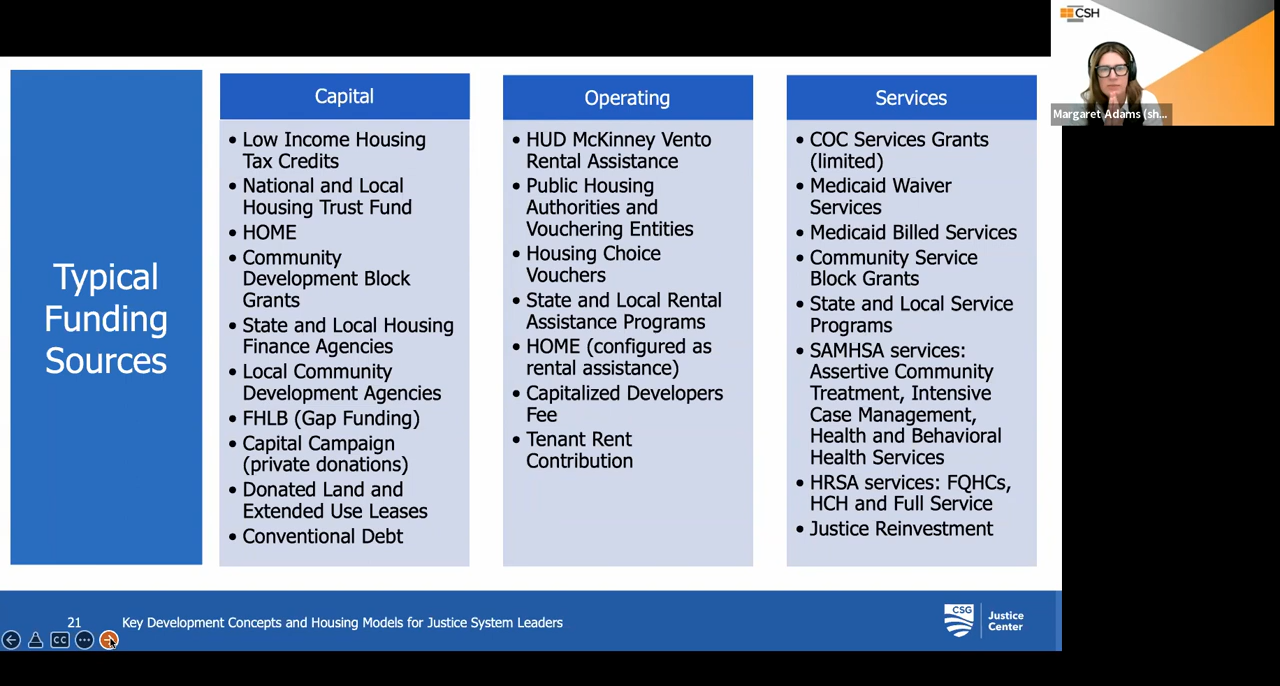 CSH
Margaret Adams (sh...
Typical
Funding
Sources
Capital
• Low Income Housing
Tax Credits
• National and Local
Housing Trust Fund
• HOME
• Community
Development Block
Grants
• State and Local Housing
Finance Agencies
• Local Community
Development Agencies
• FHLB (Gap Funding)
• Capital Campaign
(private donations)
• Donated Land and
Extended Use Leases
• Conventional Debt
Operating
• HUD McKinney Vento
Rental Assistance
• Public Housing
Authorities and
Vouchering Entities
• Housing Choice
Vouchers
• State and Local Rental
Assistance Programs
• HOME (configured as
rental assistance)
• Capitalized Developers
Fee
• Tenant Rent
Contribution
Services
• COC Services Grants
(limited)
• Medicaid Waiver
Services
• Medicaid Billed Services
• Community Service
Block Grants
• State and Local Service
Programs
• SAMHSA services:
Assertive Community
Treatment, Intensive
Case Management,
Health and Behavioral
Health Services
• HRSA services: FQHCs,
HCH and Full Service
• Justice Reinvestment
21
Key Development Concepts and Housing Models for Justice System Leaders
CSG
Justice
Center
CC